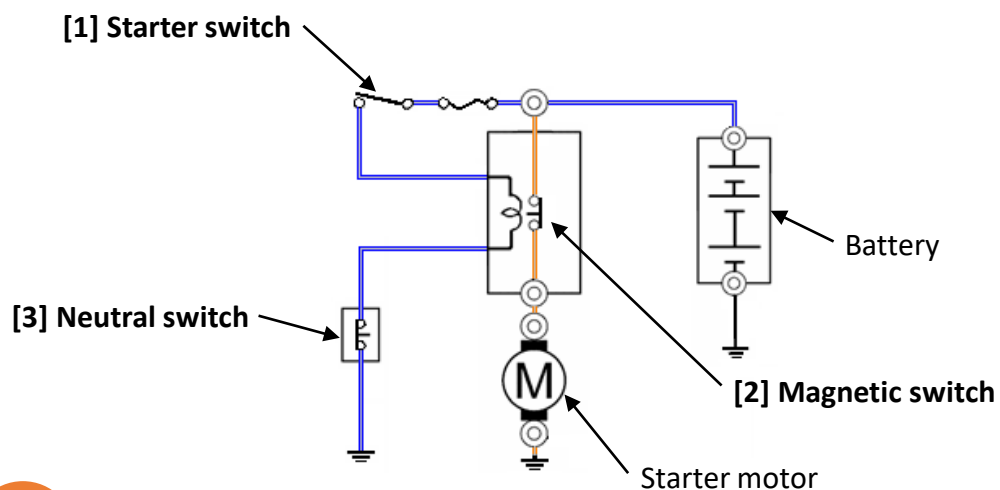 [1] Starter switch
Battery
[3] Neutral switch
M
[2] Magnetic switch
Starter motor